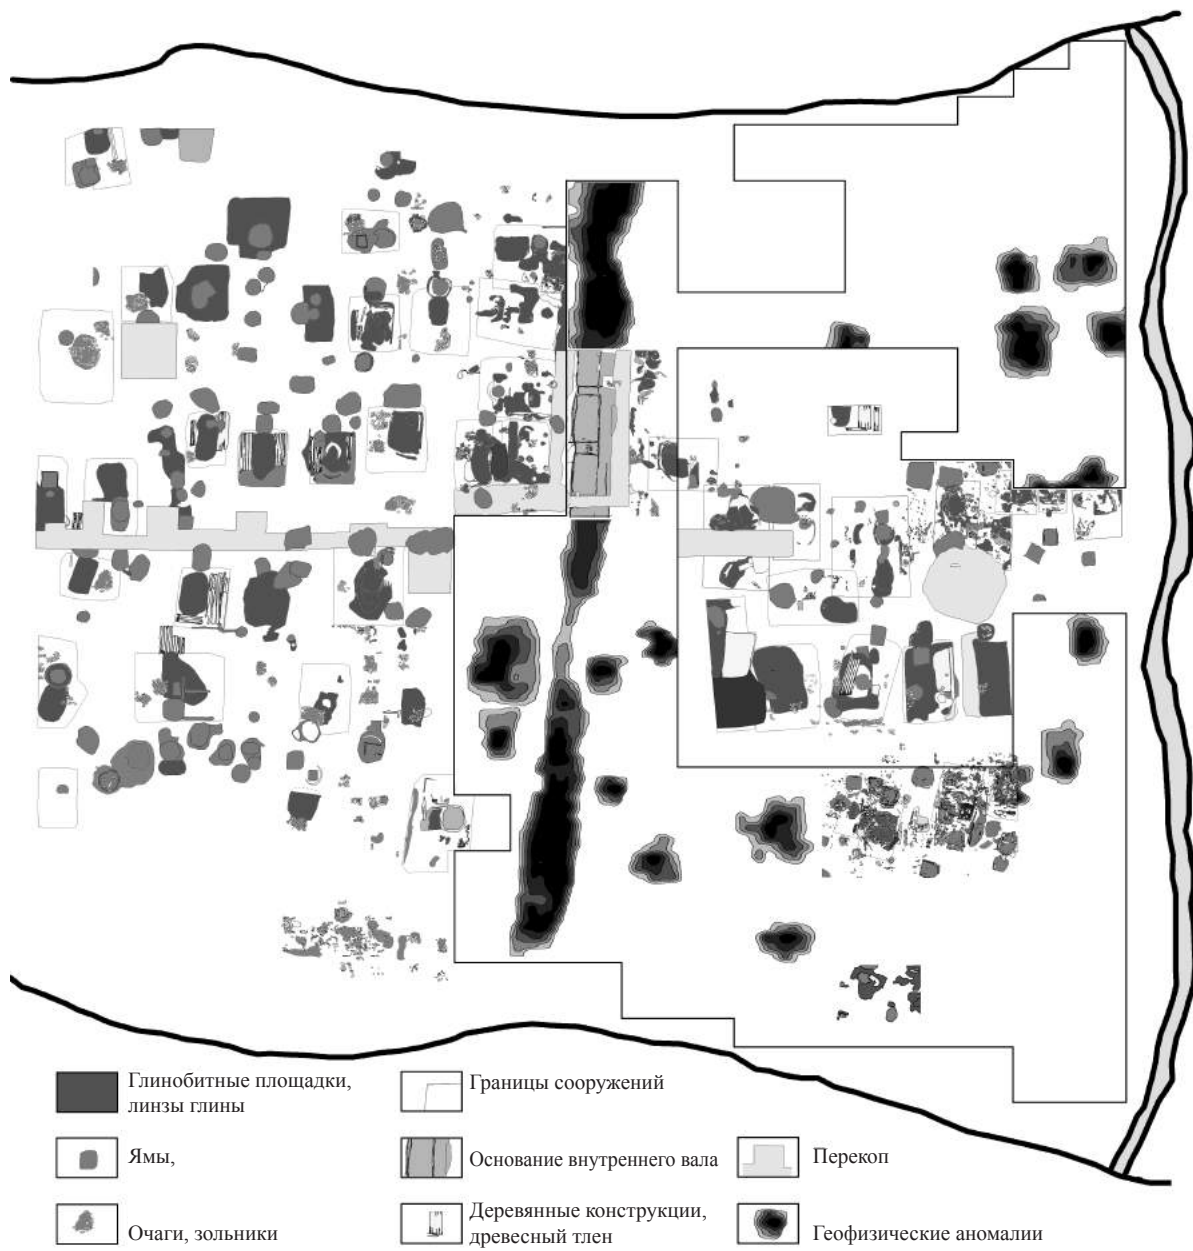 Глинобитные площадки,
линзы глины
Ямы,
Очаги, зольники
Границы сооружений
Основание внутреннего вала
Деревянные конструкции,
древесный тлен
Перекоп
Геофизические аномалии